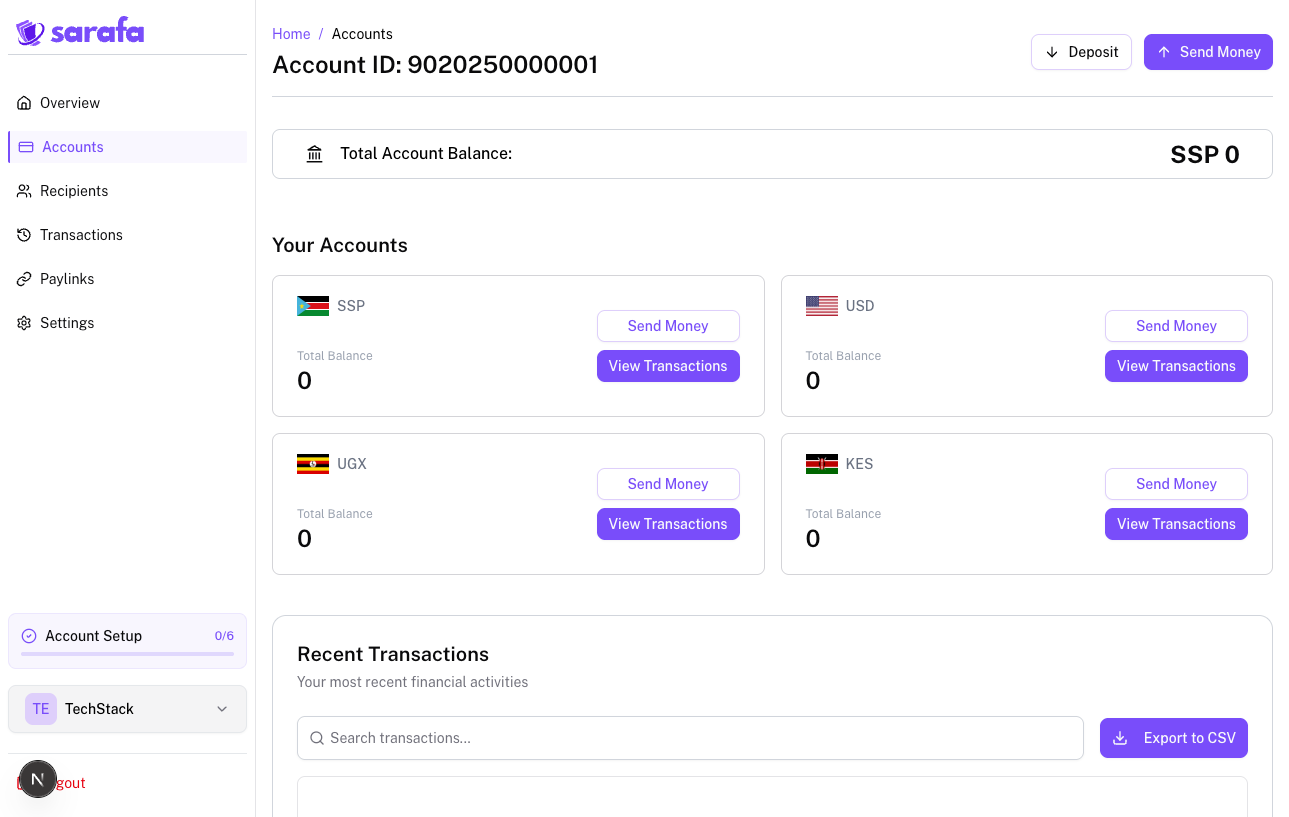 sarafa
Overview
Accounts
Recipients
Transactions
Paylinks
Settings
Account Setup 0/6
TE TechStack
N gout
Home / Accounts
Account ID: 9020250000001
Deposit
Send Money
Total Account Balance: SSP 0
Your Accounts
SSP
Total Balance
0
Send Money
View Transactions
USD
Total Balance
0
Send Money
View Transactions
UGX
Total Balance
0
Send Money
View Transactions
KES
Total Balance
0
Send Money
View Transactions
Recent Transactions
Your most recent financial activities
Search transactions...
Export to CSV